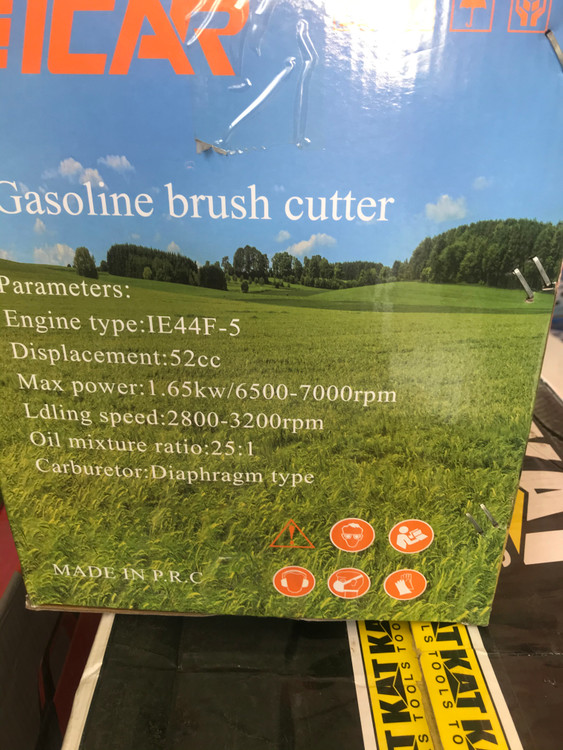 Gasoline brush cutter
Parameters:
Engine type:IE44F-5
Displacement:52cc
Max power:1.65kw/6500-7000rpm
Ldling speed:2800-3200rpm
Oil mixture ratio:25:1
Carburetor:Diaphragm type
MADE IN P.R.C
KAT
TOOLS
KAT
TOOLS